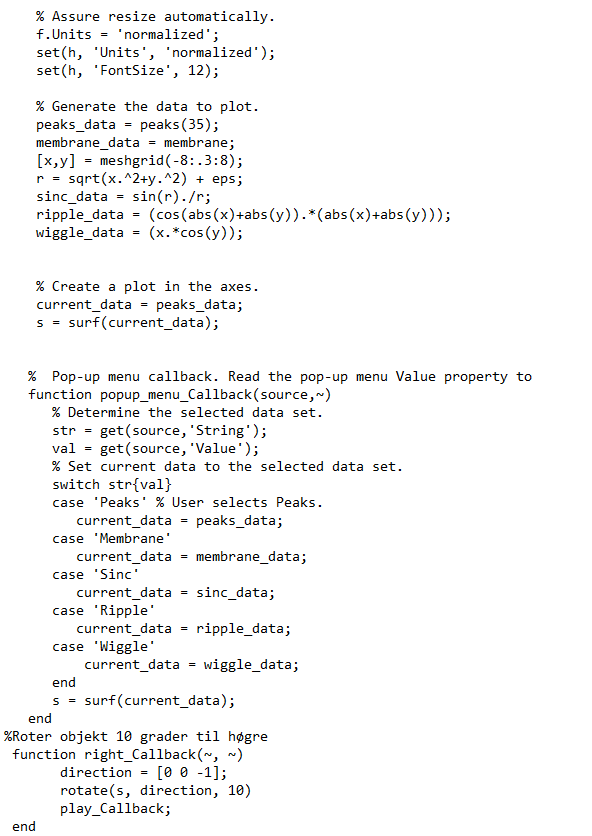 % Assure resize automatically.
f.Units = 'normalized';
set(h, 'Units', 'normalized');
set(h, 'FontSize', 12);
% Generate the data to plot.
peaks_data = peaks(35);
membrane_data = membrane;
[x,y] = meshgrid(-8:.3:8);
r = sqrt(x.^2+y.^2) + eps;
sinc_data = sin(r)./r;
ripple_data = (cos(abs(x)+abs(y)).*(abs(x)+abs(y)));
wiggle_data = (x.*cos(y));
% Create a plot in the axes.
current_data = peaks_data;
s = surf(current_data);
%  Pop-up menu callback. Read the pop-up menu Value property to
function popup_menu_Callback(source,~)
% Determine the selected data set.
str = get(source,'String');
val = get(source,'Value');
% Set current data to the selected data set.
switch str{val}
case 'Peaks' % User selects Peaks.
current_data = peaks_data;
case 'Membrane'
current_data = membrane_data;
case 'Sinc'
current_data = sinc_data;
case 'Ripple'
current_data = ripple_data;
case 'Wiggle'
current_data = wiggle_data;
end
s = surf(current_data);
end
%Roter objekt 10 grader til høgre
function right_Callback(~, ~)
direction = [0 0 -1];
rotate(s, direction, 10)
play_Callback;
end